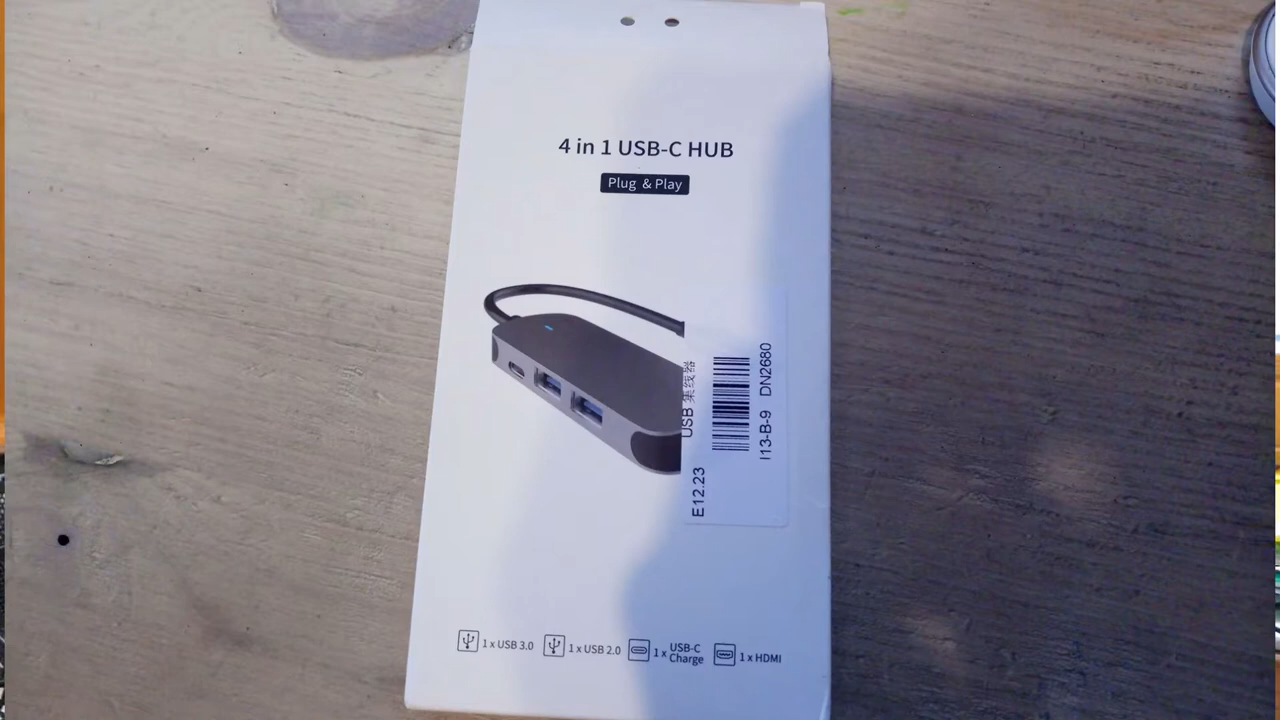 4 in 1 USB-C HUB
Plug & Play
USB 集线器
I13-B-9 DN2680
E12.23
1 x USB 3.0
1 x USB 2.0
1 x USB-C Charge
1 x HDMI